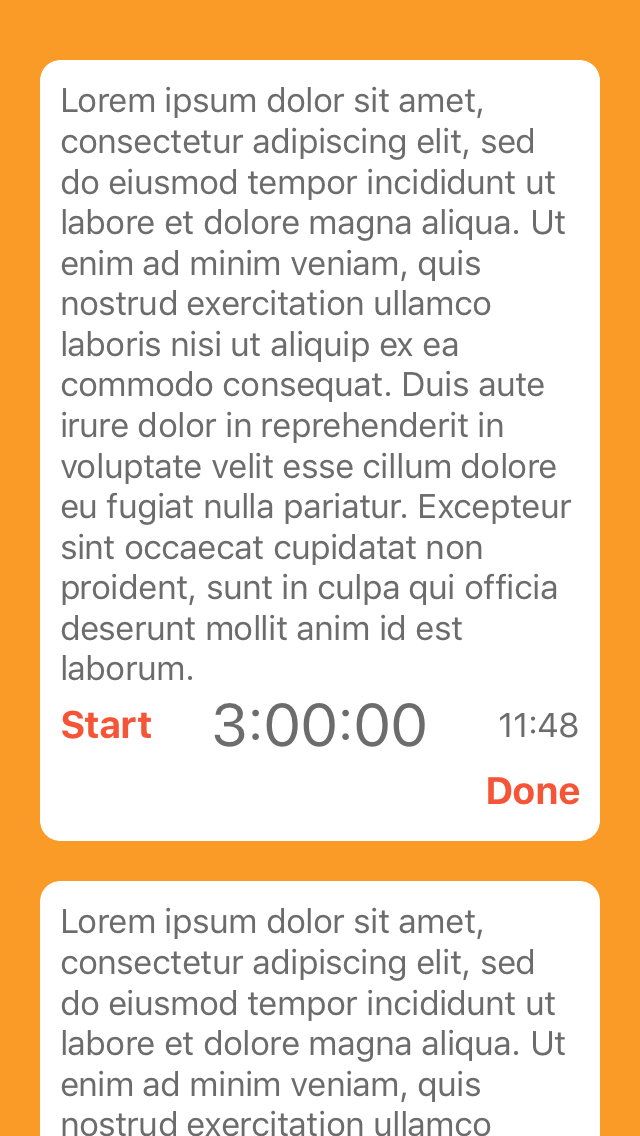 Lorem ipsum dolor sit amet,
consectetur adipiscing elit, sed
do eiusmod tempor incididunt ut
labore et dolore magna aliqua. Ut
enim ad minim veniam, quis
nostrud exercitation ullamco
laboris nisi ut aliquip ex ea
commodo consequat. Duis aute
irure dolor in reprehenderit in
voluptate velit esse cillum dolore
eu fugiat nulla pariatur. Excepteur
sint occaecat cupidatat non
proident, sunt in culpa qui officia
deserunt mollit anim id est
laborum.
Start 3:00:00 11:48
Done
Lorem ipsum dolor sit amet,
consectetur adipiscing elit, sed
do eiusmod tempor incididunt ut
labore et dolore magna aliqua. Ut
enim ad minim veniam, quis
nostrud exercitation ullamco